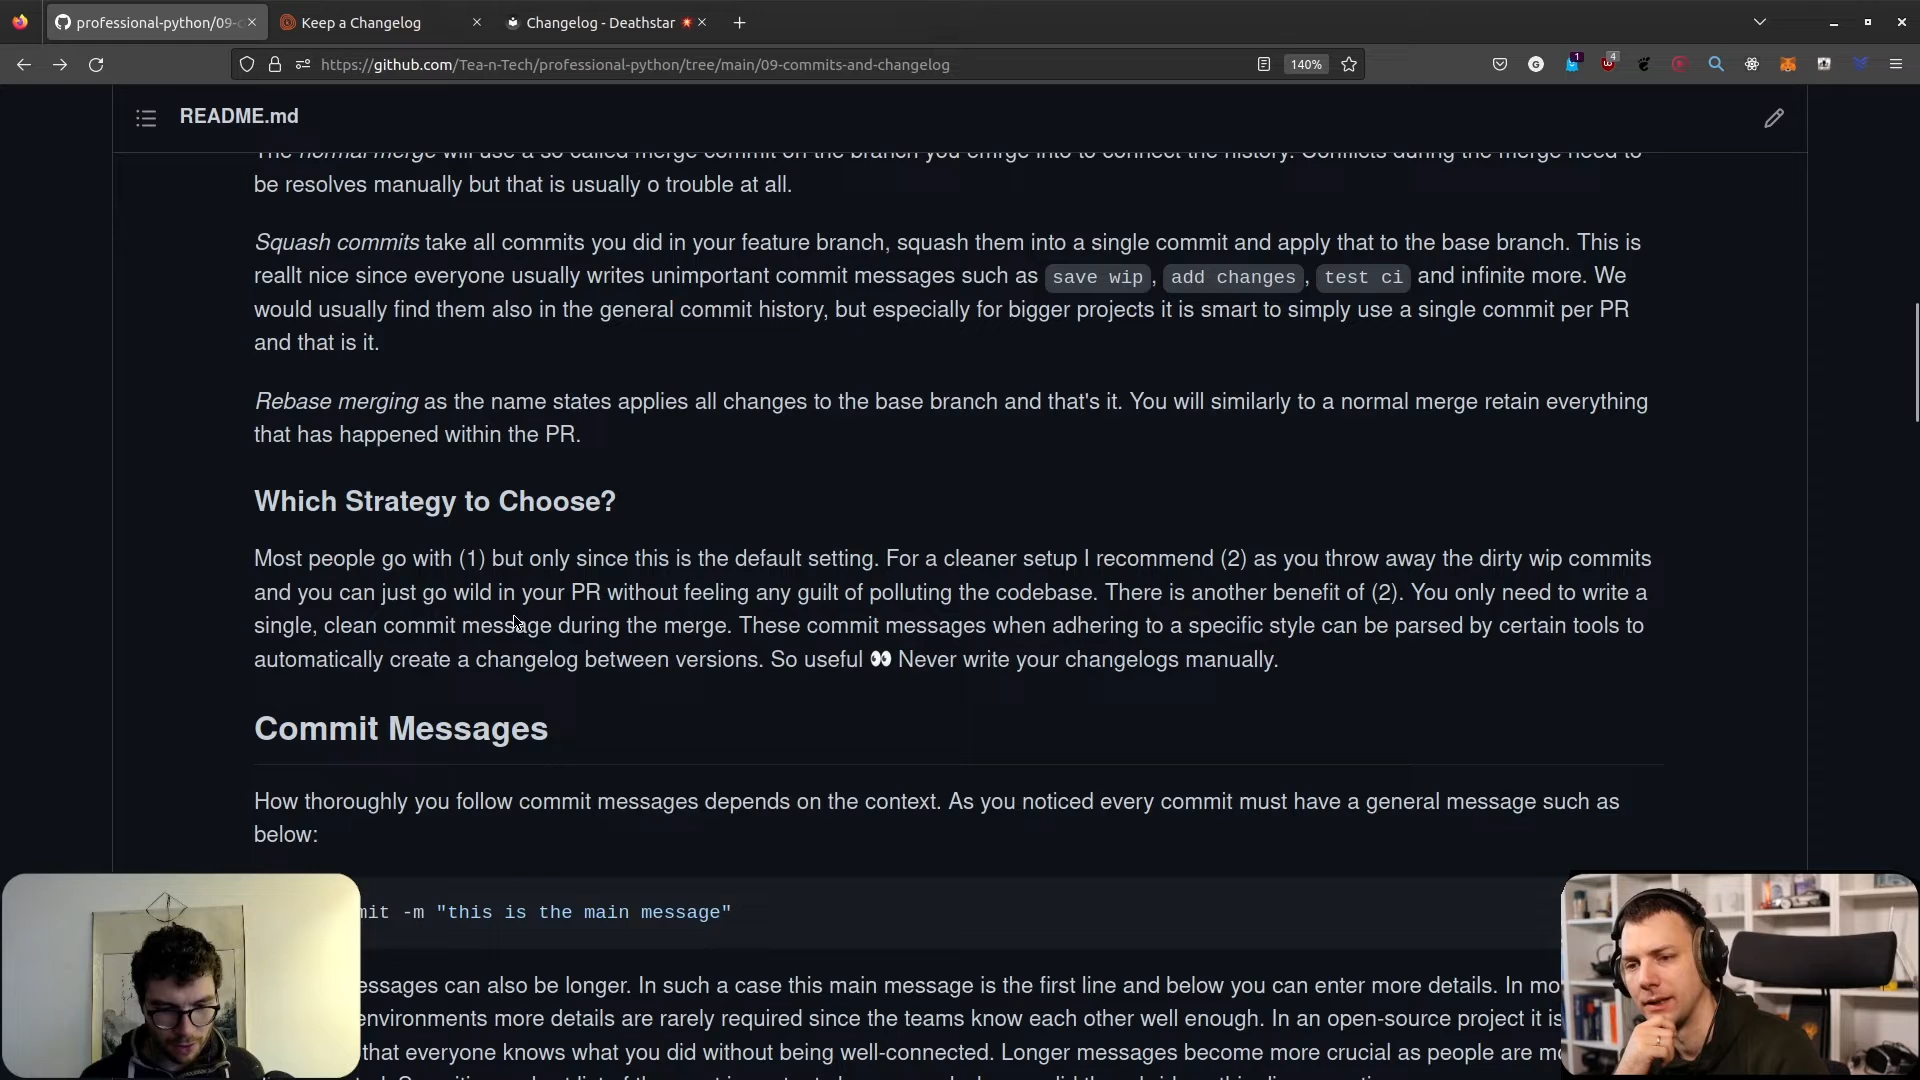 professional-python/09-
Keep a Changelog
Changelog - Deathstar
https://github.com/Tea-n-Tech/professional-python/tree/main/09-commits-and-changelog
140%
1
4
README.md
The normal merge will use a so called merge commit on the branch you emrge into to connect the history. Conflicts during the merge need to
be resolves manually but that is usually o trouble at all.
Squash commits take all commits you did in your feature branch, squash them into a single commit and apply that to the base branch. This is
reallt nice since everyone usually writes unimportant commit messages such as save wip, add changes, test ci and infinite more. We
would usually find them also in the general commit history, but especially for bigger projects it is smart to simply use a single commit per PR
and that is it.
Rebase merging as the name states applies all changes to the base branch and that's it. You will similarly to a normal merge retain everything
that has happened within the PR.
Which Strategy to Choose?
Most people go with (1) but only since this is the default setting. For a cleaner setup I recommend (2) as you throw away the dirty wip commits
and you can just go wild in your PR without feeling any guilt of polluting the codebase. There is another benefit of (2). You only need to write a
single, clean commit message during the merge. These commit messages when adhering to a specific style can be parsed by certain tools to
automatically create a changelog between versions. So useful 👀 Never write your changelogs manually.
Commit Messages
How thoroughly you follow commit messages depends on the context. As you noticed every commit must have a general message such as
below:
mit -m "this is the main message"
essages can also be longer. In such a case this main message is the first line and below you can enter more details. In mo
environments more details are rarely required since the teams know each other well enough. In an open-source project it is
that everyone knows what you did without being well-connected. Longer messages become more crucial as people are mo